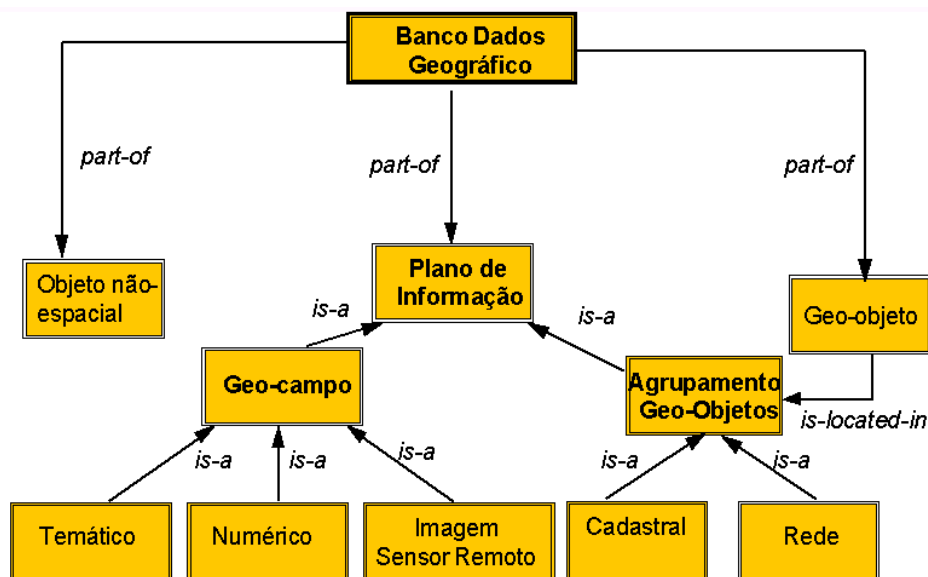 Banco Dados
Geográfico
part-of
part-of
part-of
Objeto não-
espacial
Plano de
Informação
Geo-objeto
is-a
is-a
Geo-campo
Agrupamento
Geo-Objetos
is-located-in
is-a
is-a
is-a
is-a
is-a
Temático
Numérico
Imagem
Sensor Remoto
Cadastral
Rede